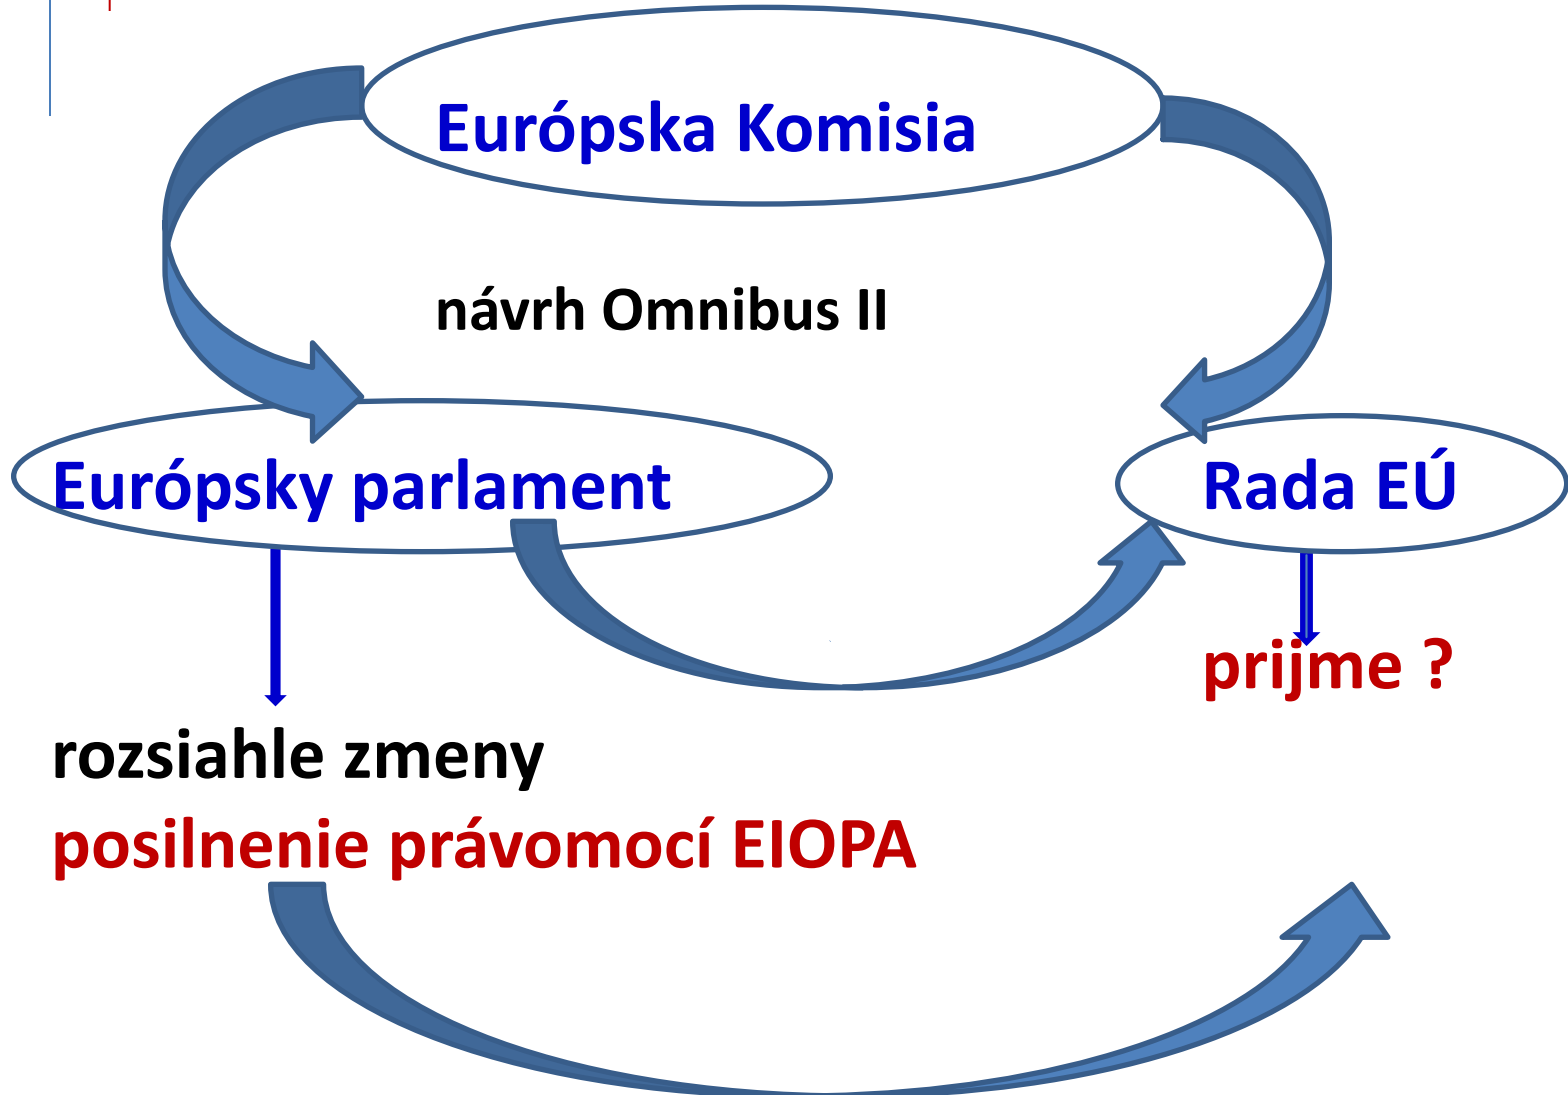 Európska Komisia
návrh Omnibus II
Európsky parlament
Rada EÚ
prijme ?
rozsiahle zmeny
posilnenie právomocí EIOPA